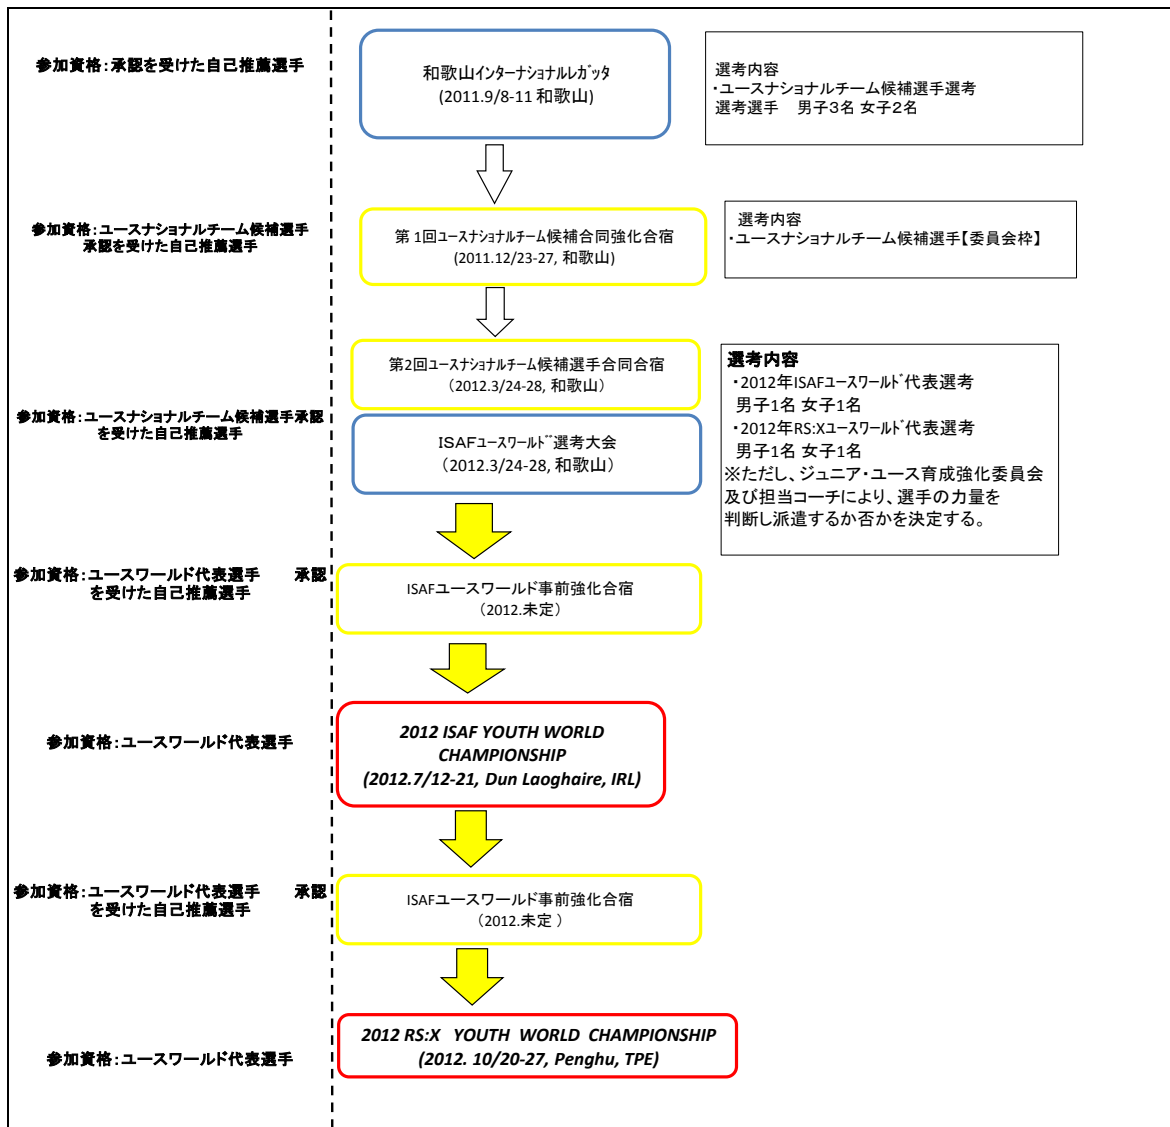 参加資格：承認を受けた自己推薦選手
和歌山インターナショナルレガッタ
(2011.9/8-11 和歌山)
選考内容
・ユースナショナルチーム候補選手選考
選考選手　男子3名 女子2名
参加資格：ユースナショナルチーム候補選手
承認を受けた自己推薦選手
第1回ユースナショナルチーム候補合同強化合宿
(2011.12/23-27, 和歌山)
選考内容
・ユースナショナルチーム候補選手【委員会枠】
参加資格：ユースナショナルチーム候補選手承認
を受けた自己推薦選手
第2回ユースナショナルチーム候補選手合同合宿
（2012.3/24-28, 和歌山）
ISAFユースワールド選考大会
（2012.3/24-28, 和歌山）
選考内容
・2012年ISAFユースワールド代表選考
男子1名 女子1名
・2012年RS:Xユースワールド代表選考
男子1名 女子1名
※ただし、ジュニア・ユース育成強化委員会
及び担当コーチにより、選手の力量を
判断し派遣するか否かを決定する。
参加資格：ユースワールド代表選手　　承認
を受けた自己推薦選手
ISAFユースワールド事前強化合宿
（2012.未定）
参加資格：ユースワールド代表選手
2012 ISAF YOUTH WORLD
CHAMPIONSHIP
(2012.7/12-21, Dun Laoghaire, IRL)
参加資格：ユースワールド代表選手　　承認
を受けた自己推薦選手
ISAFユースワールド事前強化合宿
（2012.未定 ）
参加資格：ユースワールド代表選手
2012 RS:X YOUTH WORLD CHAMPIONSHIP
(2012. 10/20-27, Penghu, TPE)